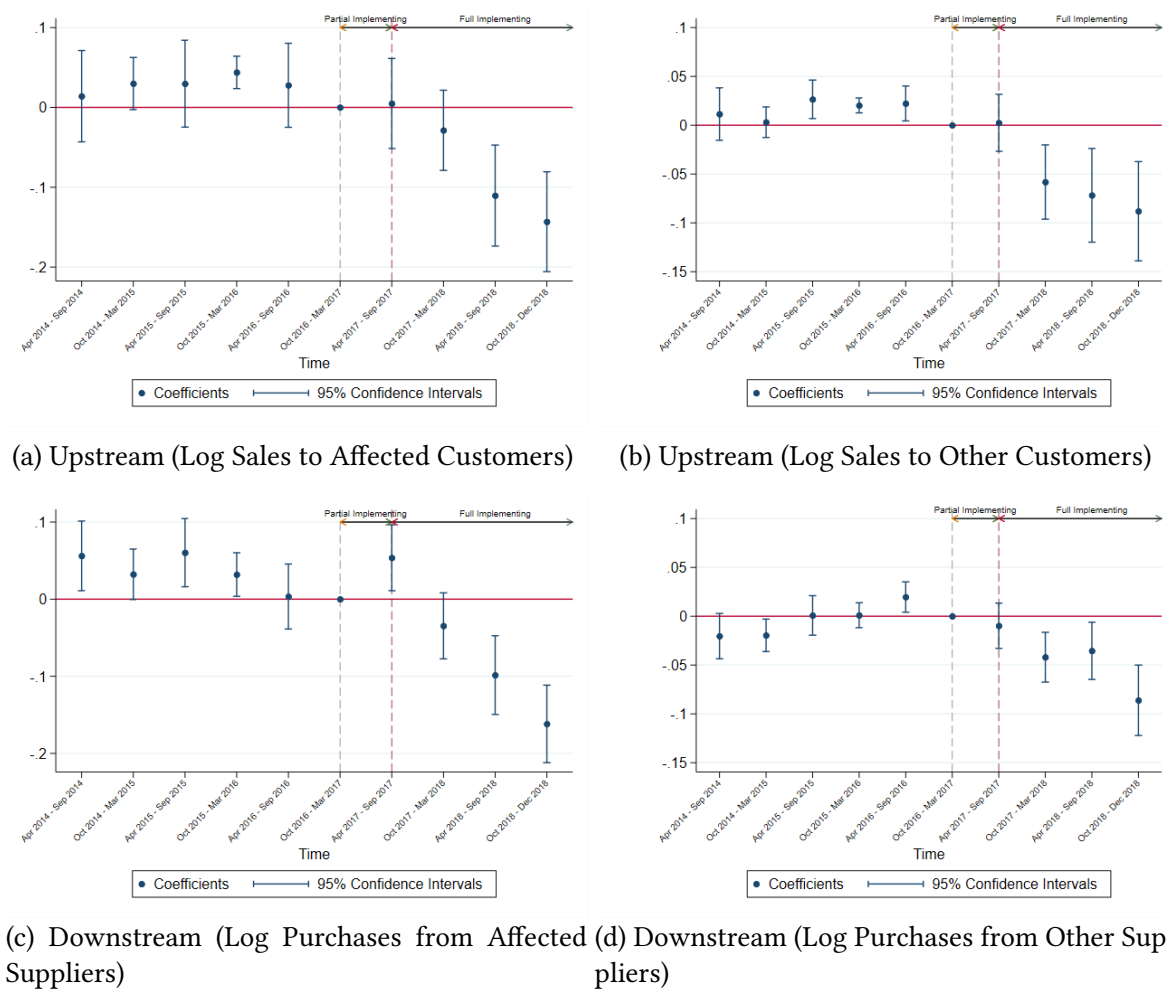 Partial Implementing Full Implementing
.1
0
-.1
-.2
Apr 2014 - Sep 2014
Oct 2014 - Mar 2015
Apr 2015 - Sep 2015
Oct 2015 - Mar 2016
Apr 2016 - Sep 2016
Oct 2016 - Mar 2017
Apr 2017 - Sep 2017
Oct 2017 - Mar 2018
Apr 2018 - Sep 2018
Oct 2018 - Dec 2018
Time
Coefficients 95% Confidence Intervals
(a) Upstream (Log Sales to Affected Customers)
Partial Implementing Full Implementing
.1
.05
0
-.05
-.1
-.15
Apr 2014 - Sep 2014
Oct 2014 - Mar 2015
Apr 2015 - Sep 2015
Oct 2015 - Mar 2016
Apr 2016 - Sep 2016
Oct 2016 - Mar 2017
Apr 2017 - Sep 2017
Oct 2017 - Mar 2018
Apr 2018 - Sep 2018
Oct 2018 - Dec 2018
Time
Coefficients 95% Confidence Intervals
(b) Upstream (Log Sales to Other Customers)
Partial Implementing Full Implementing
.1
0
-.1
-.2
Apr 2014 - Sep 2014
Oct 2014 - Mar 2015
Apr 2015 - Sep 2015
Oct 2015 - Mar 2016
Apr 2016 - Sep 2016
Oct 2016 - Mar 2017
Apr 2017 - Sep 2017
Oct 2017 - Mar 2018
Apr 2018 - Sep 2018
Oct 2018 - Dec 2018
Time
Coefficients 95% Confidence Intervals
(c) Downstream (Log Purchases from Affected
Suppliers)
Partial Implementing Full Implementing
.1
.05
0
-.05
-.1
-.15
Apr 2014 - Sep 2014
Oct 2014 - Mar 2015
Apr 2015 - Sep 2015
Oct 2015 - Mar 2016
Apr 2016 - Sep 2016
Oct 2016 - Mar 2017
Apr 2017 - Sep 2017
Oct 2017 - Mar 2018
Apr 2018 - Sep 2018
Oct 2018 - Dec 2018
Time
Coefficients 95% Confidence Intervals
(d) Downstream (Log Purchases from Other Sup
pliers)